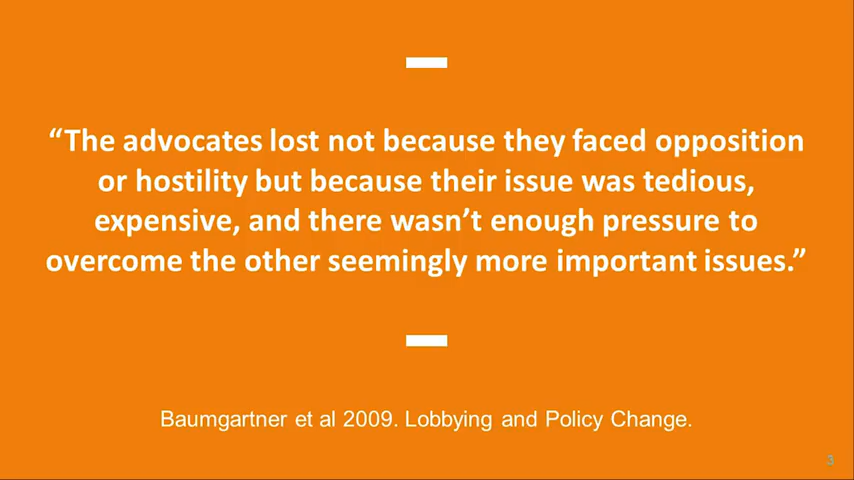 “The advocates lost not because they faced opposition
or hostility but because their issue was tedious,
expensive, and there wasn’t enough pressure to
overcome the other seemingly more important issues.”
Baumgartner et al 2009. Lobbying and Policy Change.
3